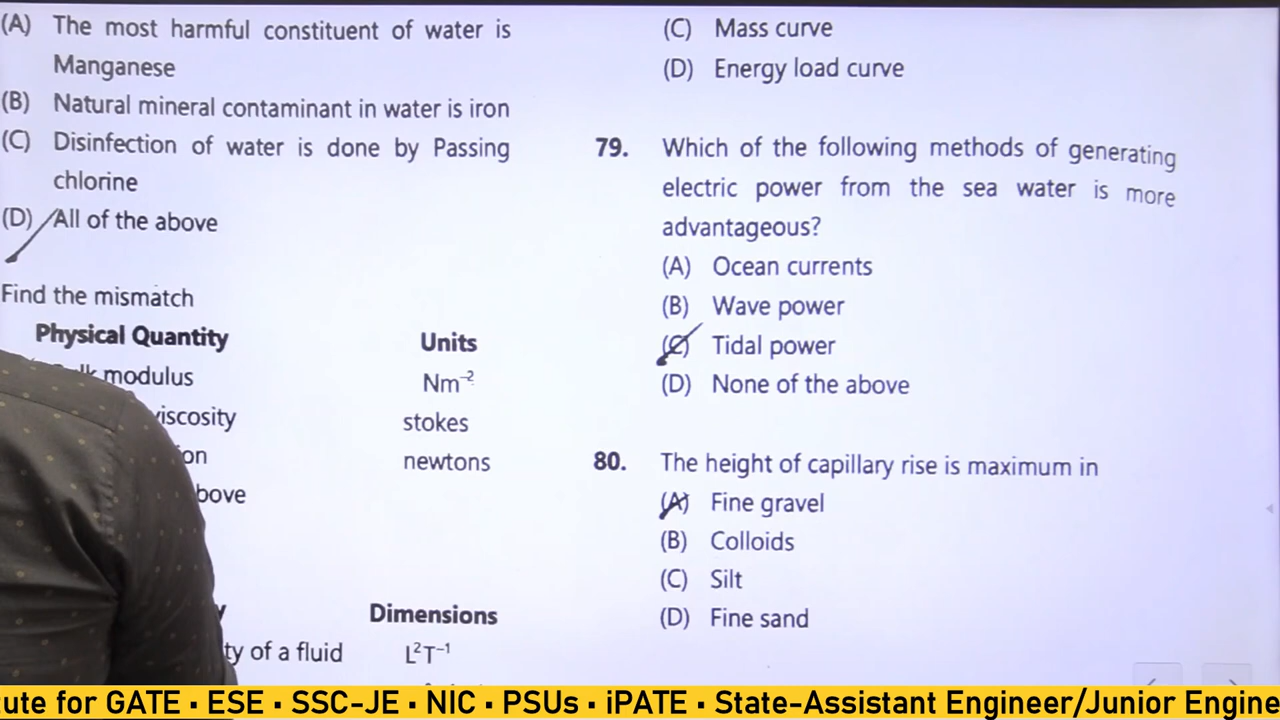 (A) The most harmful constituent of water is
Manganese
(B) Natural mineral contaminant in water is iron
(C) Disinfection of water is done by Passing
chlorine
(D) All of the above
Find the mismatch
Physical Quantity Units
modulus Nm⁻²
viscosity stokes
newtons
Dimensions
of a fluid L²T⁻¹
(C) Mass curve
(D) Energy load curve
79. Which of the following methods of generating
electric power from the sea water is more
advantageous?
(A) Ocean currents
(B) Wave power
(C) Tidal power
(D) None of the above
80. The height of capillary rise is maximum in
(A) Fine gravel
(B) Colloids
(C) Silt
(D) Fine sand
for GATE ▪ ESE ▪ SSC-JE ▪ NIC ▪ PSUs ▪ iPATE ▪ State-Assistant Engineer/Junior